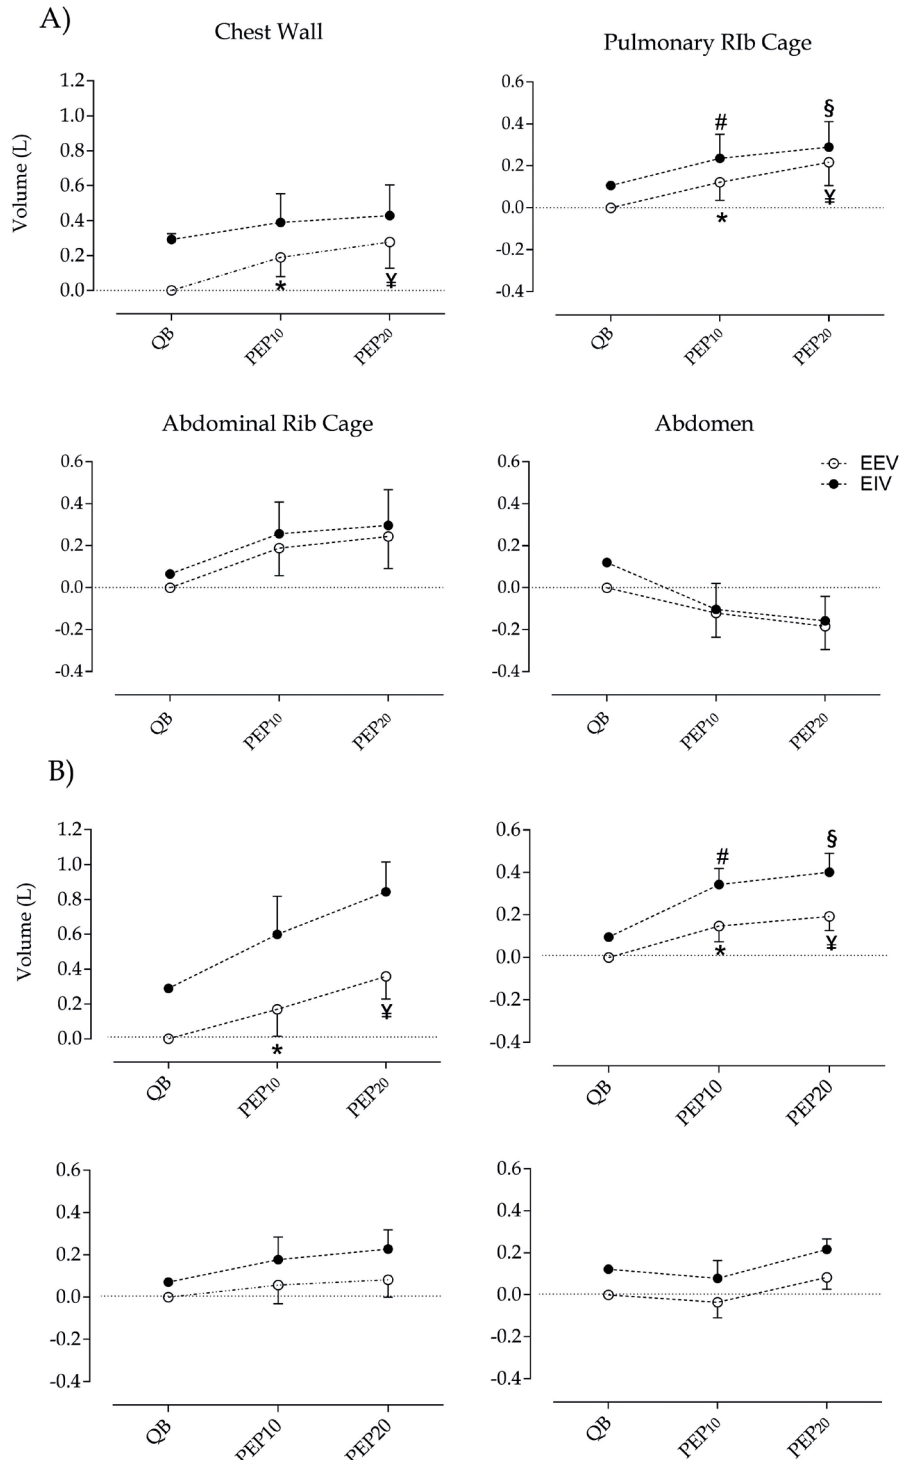 A)
Chest Wall
Volume (L)
1.2
1.0
0.8
0.6
0.4
0.2
0.0
*
¥
QB
PEP10
PEP20
Pulmonary RIb Cage
0.6
0.4
0.2
0.0
-0.2
-0.4
#
§
*
¥
QB
PEP10
PEP20
Abdominal Rib Cage
0.6
0.4
0.2
0.0
-0.2
-0.4
QB
PEP10
PEP20
Abdomen
EEV
EIV
0.6
0.4
0.2
0.0
-0.2
-0.4
QB
PEP10
PEP20
B)
Volume (L)
1.2
1.0
0.8
0.6
0.4
0.2
0.0
*
¥
QB
PEP10
PEP20
0.6
0.4
0.2
0.0
-0.2
-0.4
#
§
*
¥
QB
PEP10
PEP20
0.6
0.4
0.2
0.0
-0.2
-0.4
QB
PEP10
PEP20
0.6
0.4
0.2
0.0
-0.2
-0.4
QB
PEP10
PEP20